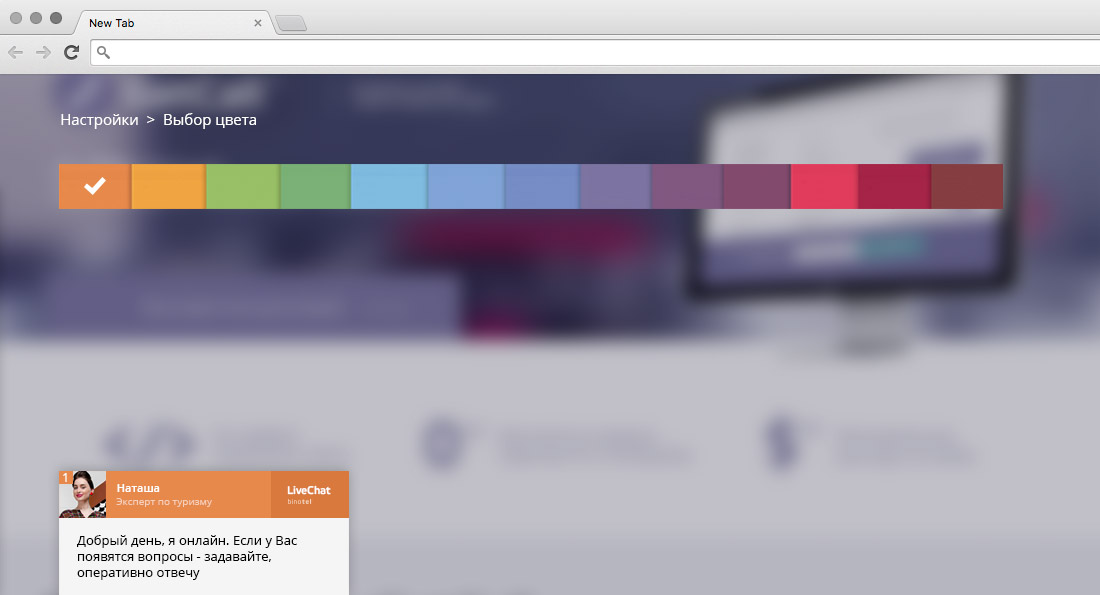 New Tab
Настройки > Выбор цвета
1
Наташа
Эксперт по туризму
LiveChat
binotel
Добрый день, я онлайн. Если у Вас
появятся вопросы - задавайте,
оперативно отвечу